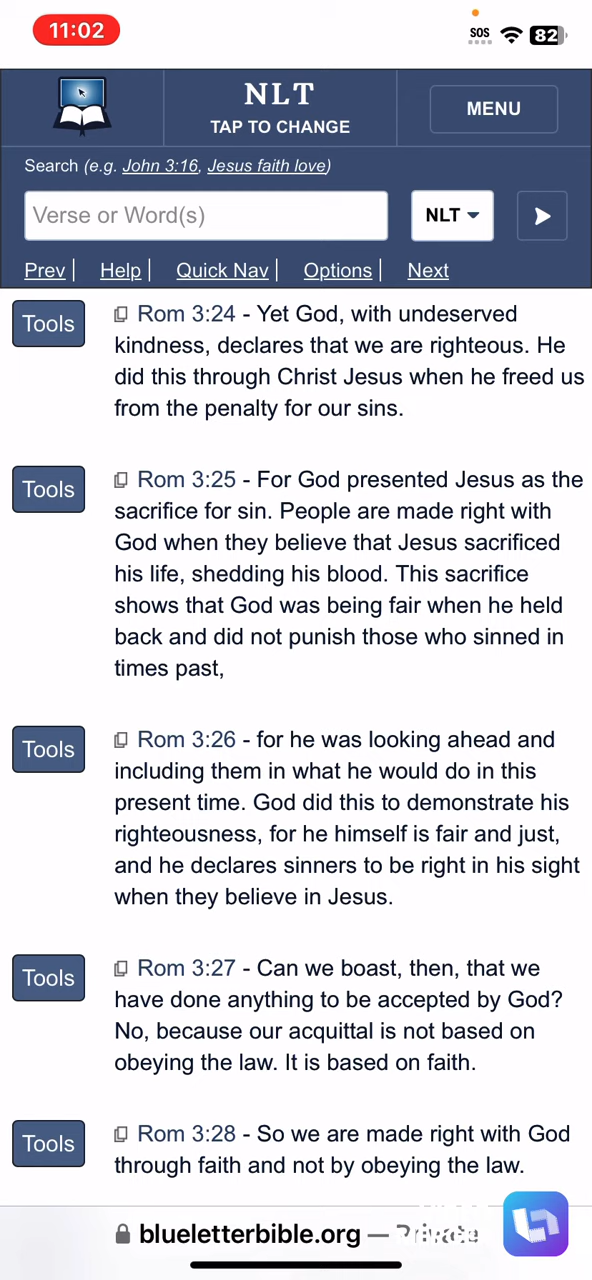 11:02
SOS
82
NLT
TAP TO CHANGE
MENU
Search (e.g. John 3:16, Jesus faith love)
Verse or Word(s)
NLT
Prev | Help | Quick Nav | Options | Next
Tools
Rom 3:24 - Yet God, with undeserved
kindness, declares that we are righteous. He
did this through Christ Jesus when he freed us
from the penalty for our sins.
Tools
Rom 3:25 - For God presented Jesus as the
sacrifice for sin. People are made right with
God when they believe that Jesus sacrificed
his life, shedding his blood. This sacrifice
shows that God was being fair when he held
back and did not punish those who sinned in
times past,
Tools
Rom 3:26 - for he was looking ahead and
including them in what he would do in this
present time. God did this to demonstrate his
righteousness, for he himself is fair and just,
and he declares sinners to be right in his sight
when they believe in Jesus.
Tools
Rom 3:27 - Can we boast, then, that we
have done anything to be accepted by God?
No, because our acquittal is not based on
obeying the law. It is based on faith.
Tools
Rom 3:28 - So we are made right with God
through faith and not by obeying the law.
blueletterbible.org —